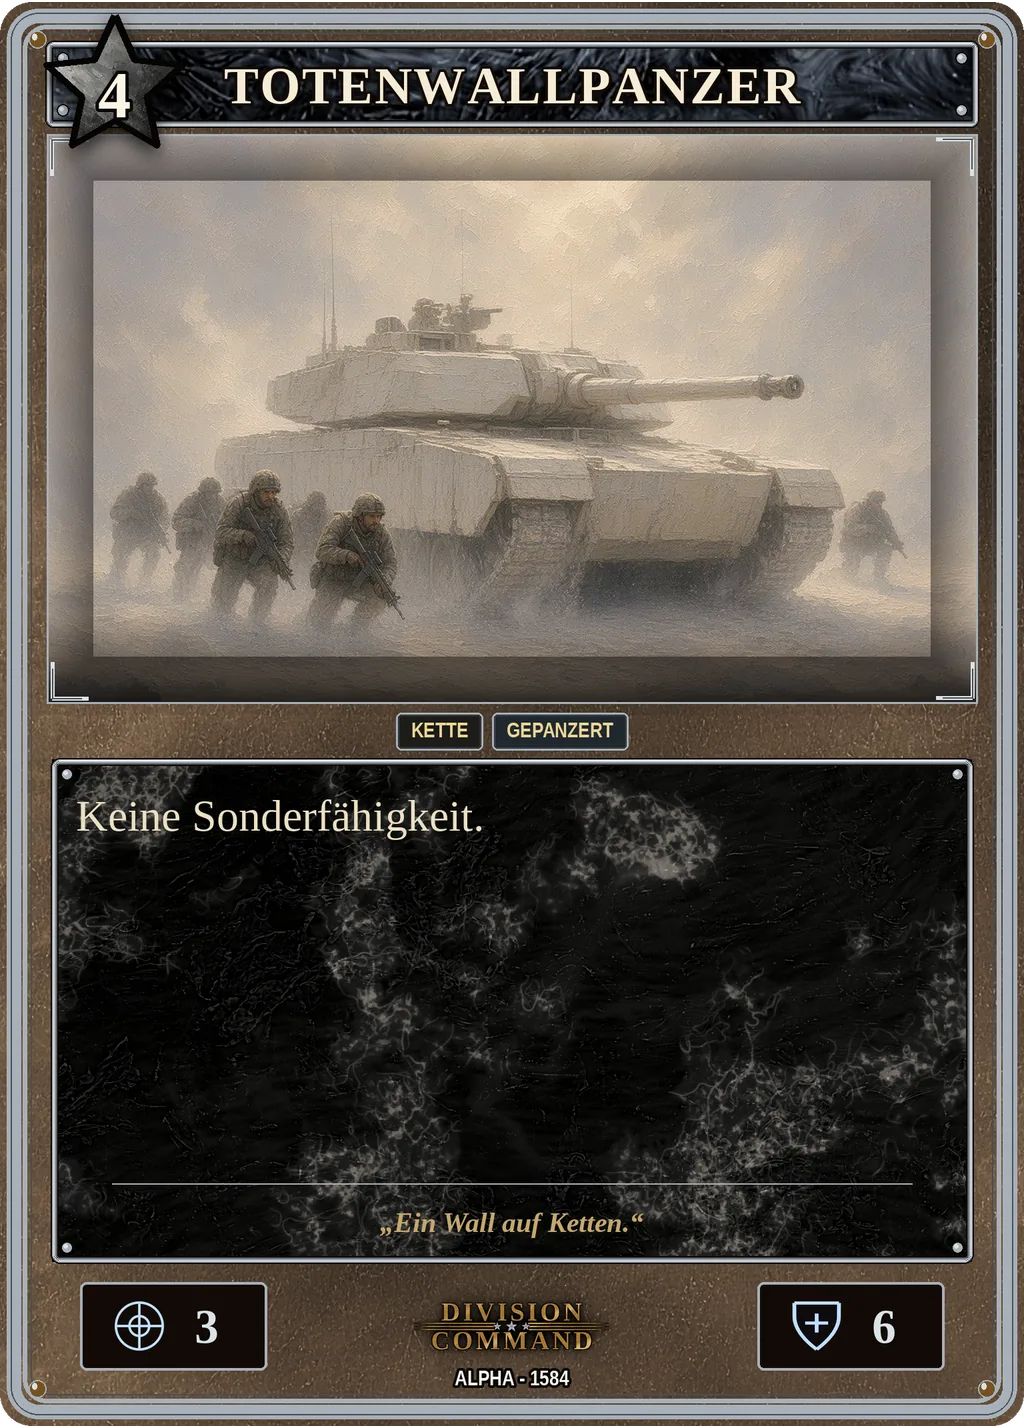 4
TOTENWALLPANZER
KETTE
GEPANZERT
Keine Sonderfähigkeit.
„Ein Wall auf Ketten.“
3
DIVISION
COMMAND
ALPHA - 1584
6